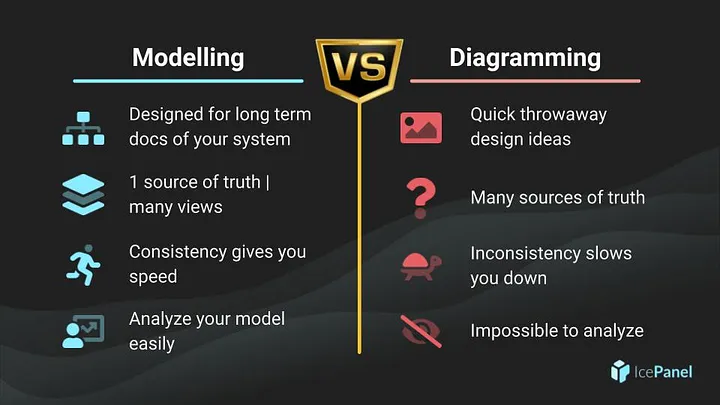 Modelling
VS
Diagramming
Designed for long term
docs of your system
1 source of truth |
many views
Consistency gives you
speed
Analyze your model
easily
Quick throwaway
design ideas
Many sources of truth
Inconsistency slows
you down
Impossible to analyze
IcePanel